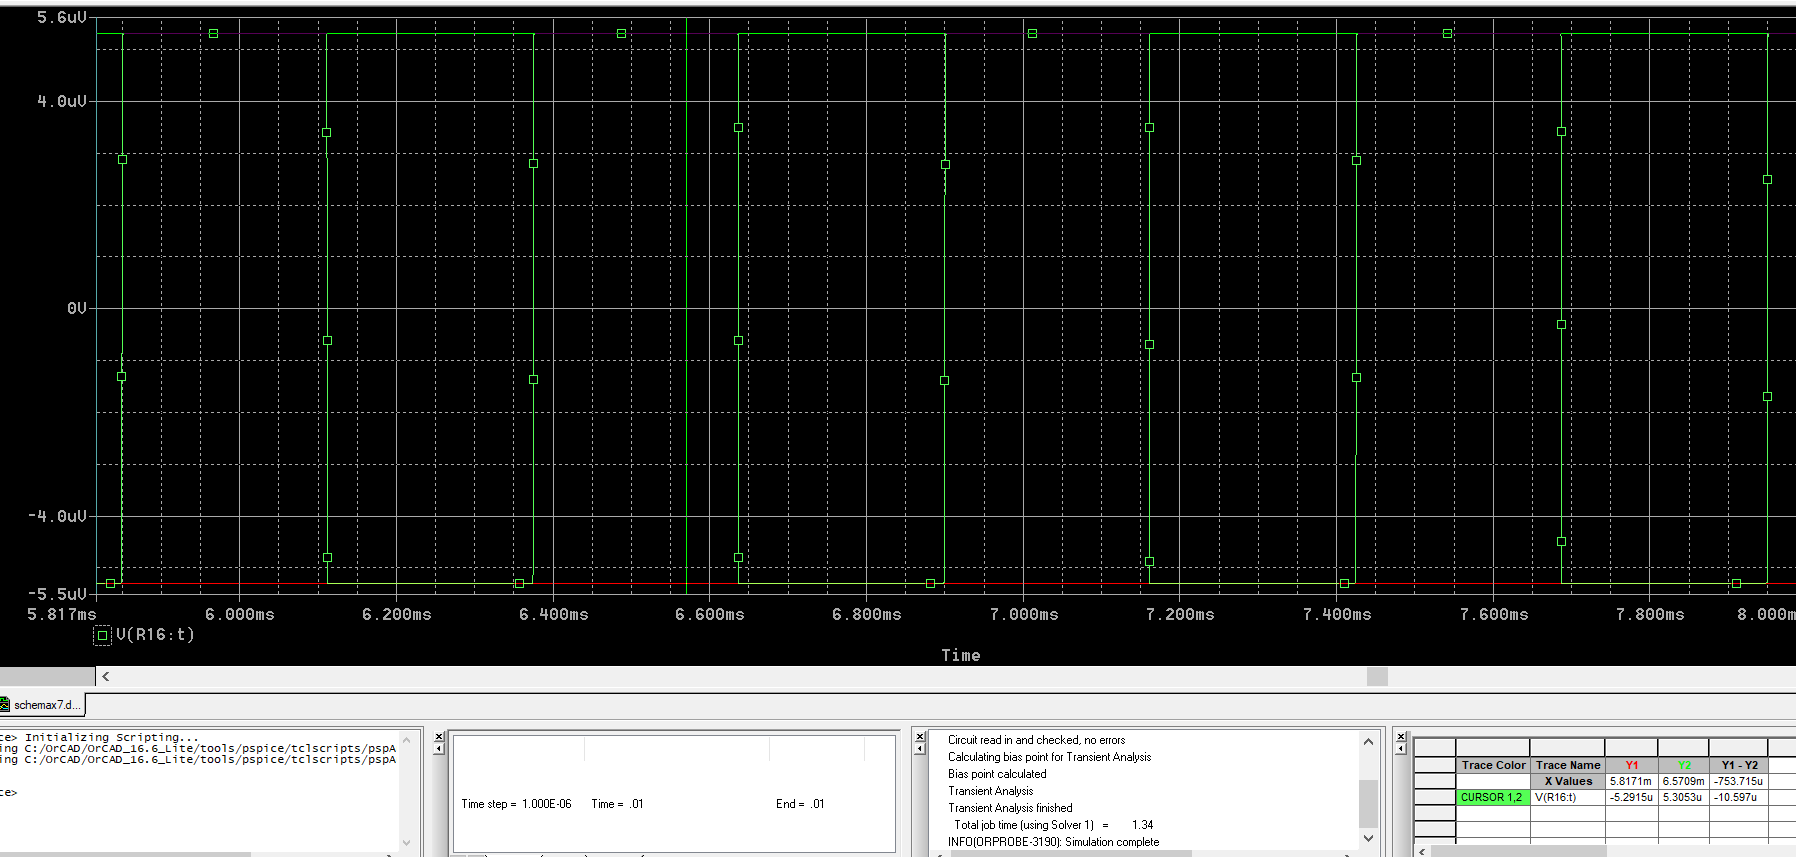 5.6uV
4.0uV
0V
-4.0uV
-5.5uV
5.817ms 6.000ms 6.200ms 6.400ms 6.600ms 6.800ms 7.000ms 7.200ms 7.400ms 7.600ms 7.800ms 8.000m
V(R16:t)
Time
schemax7.d...
ce> Initializing Scripting...
ing C:/OrCAD/OrCAD_16.6_Lite/tools/pspice/tclscripts/pspA
ing C:/OrCAD/OrCAD_16.6_Lite/tools/pspice/tclscripts/pspA
ce>
Time step = 1.000E-06 Time = .01 End = .01
Circuit read in and checked, no errors
Calculating bias point for Transient Analysis
Bias point calculated
Transient Analysis
Transient Analysis finished
Total job time (using Solver 1) = 1.34
INFO(ORPROBE-3190): Simulation complete
Trace Color Trace Name Y1 Y2 Y1 - Y2
X Values 5.8171m 6.5709m -753.715u
CURSOR 1,2 V(R16:t) -5.2915u 5.3053u -10.597u